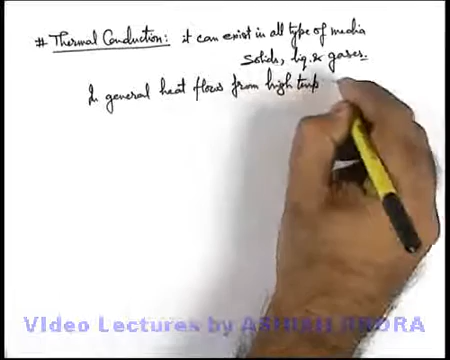 # Thermal Conduction: it can exist in all type of media
Solids, liq. & gases.
In general heat flows from high temp
Video Lectures by ASHISH ARORA